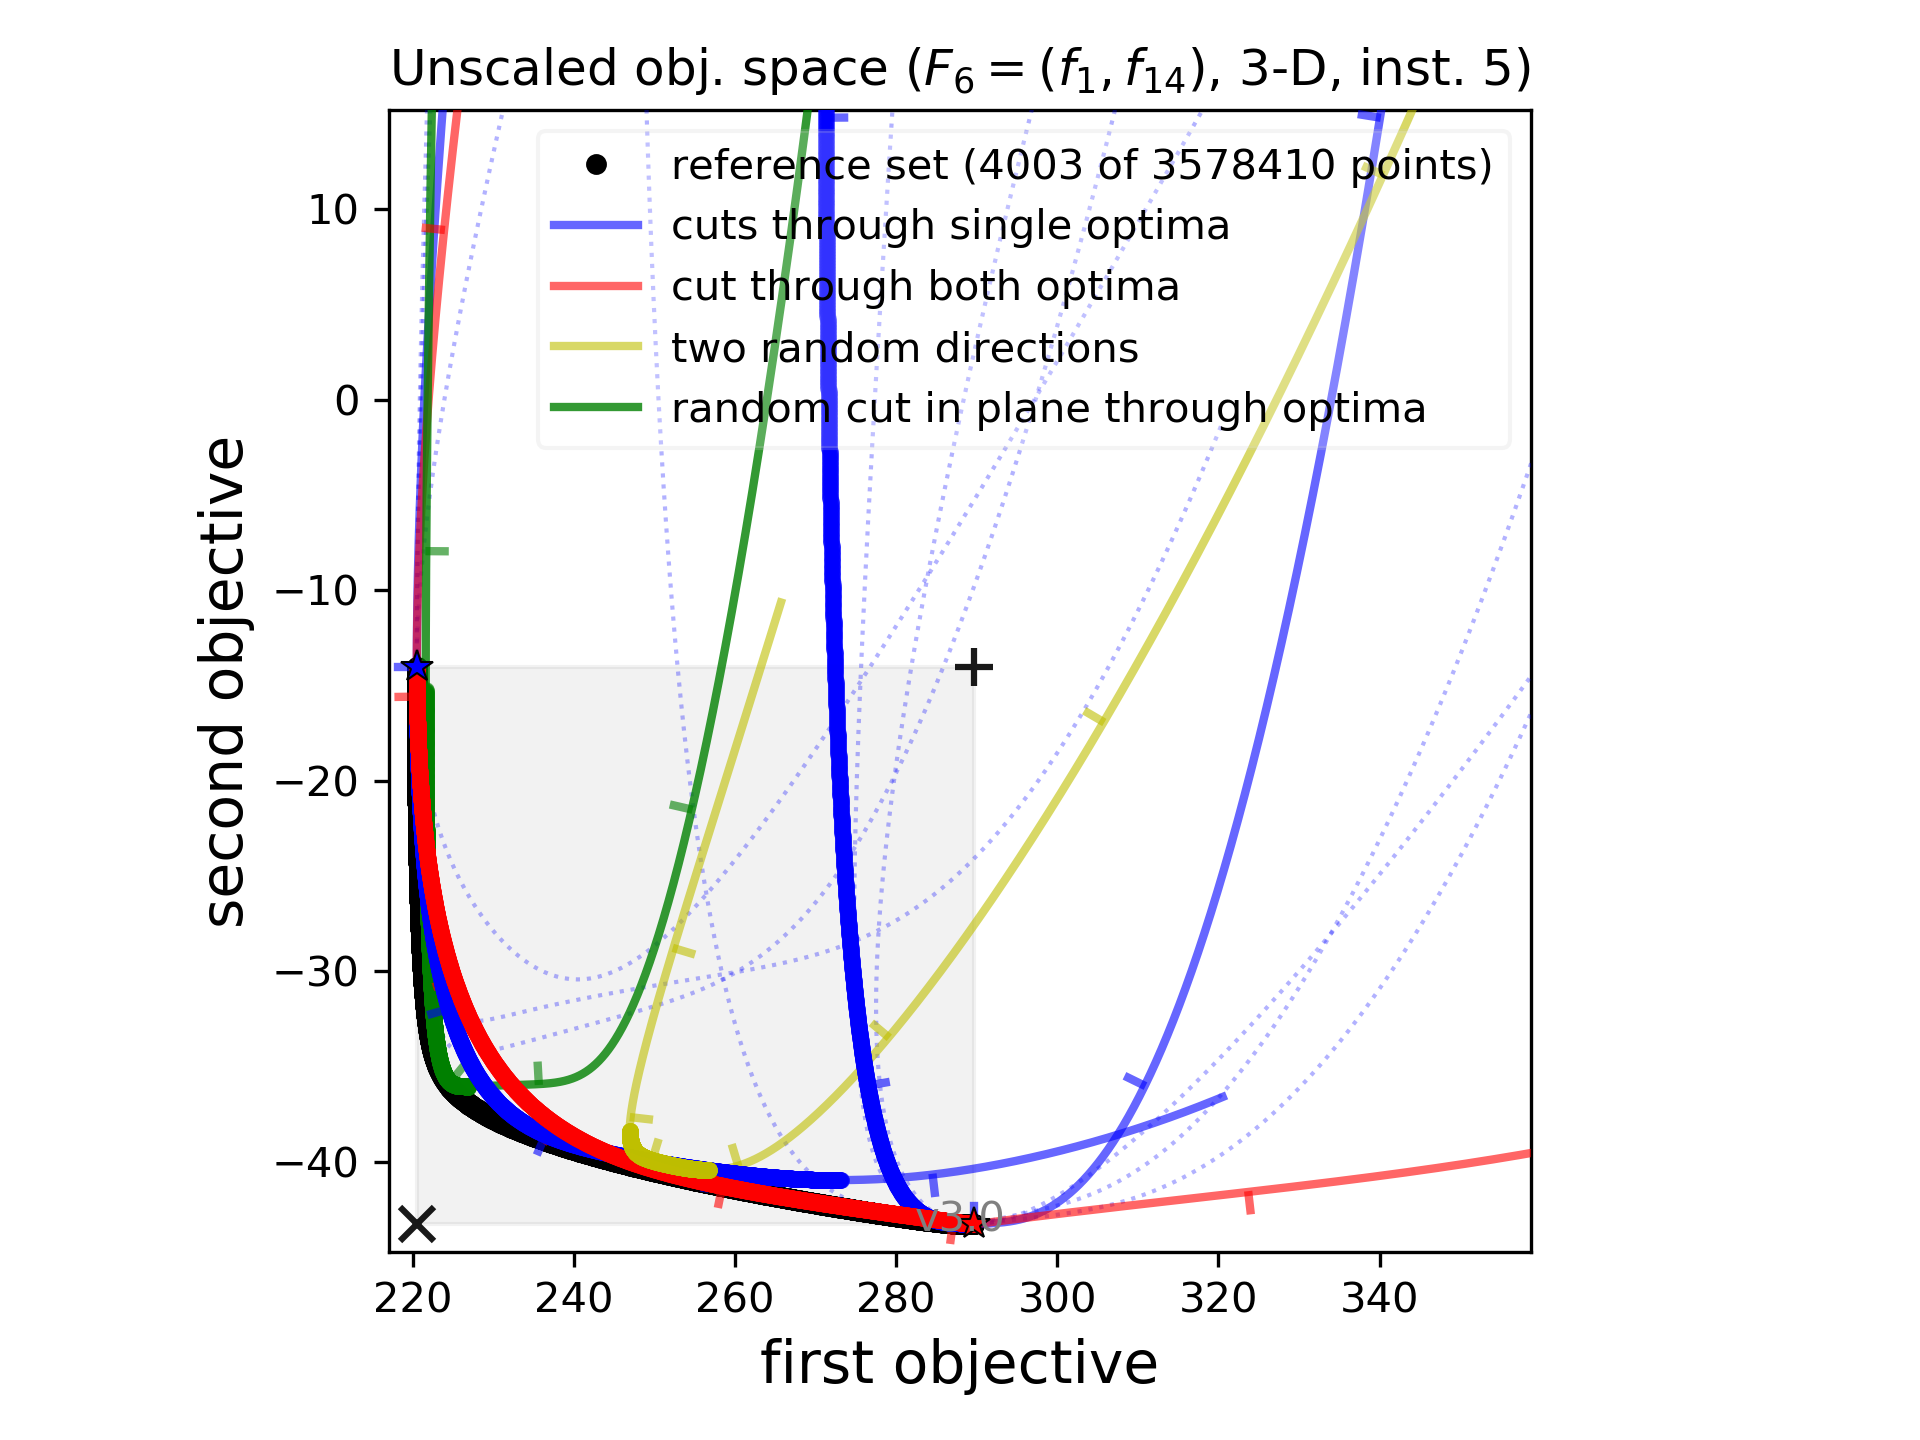 Unscaled obj. space (F₆ = (f₁, f₁₄), 3-D, inst. 5)
reference set (4003 of 3578410 points)
cuts through single optima
cut through both optima
two random directions
random cut in plane through optima
second objective
10
0
−10
−20
−30
−40
v3.0
220 240 260 280 300 320 340
first objective